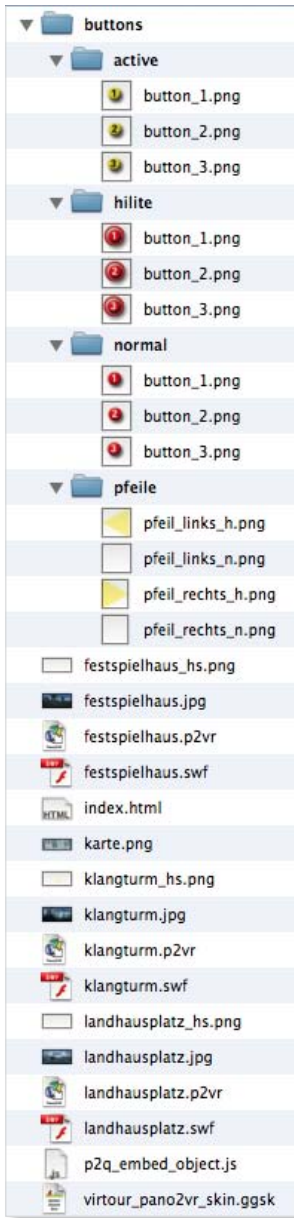 buttons
active
button_1.png
button_2.png
button_3.png
hilite
button_1.png
button_2.png
button_3.png
normal
button_1.png
button_2.png
button_3.png
pfeile
pfeil_links_h.png
pfeil_links_n.png
pfeil_rechts_h.png
pfeil_rechts_n.png
festspielhaus_hs.png
festspielhaus.jpg
festspielhaus.p2vr
festspielhaus.swf
HTML index.html
karte.png
klangturm_hs.png
klangturm.jpg
klangturm.p2vr
klangturm.swf
landhausplatz_hs.png
landhausplatz.jpg
landhausplatz.p2vr
landhausplatz.swf
p2q_embed_object.js
virtour_pano2vr_skin.ggsk